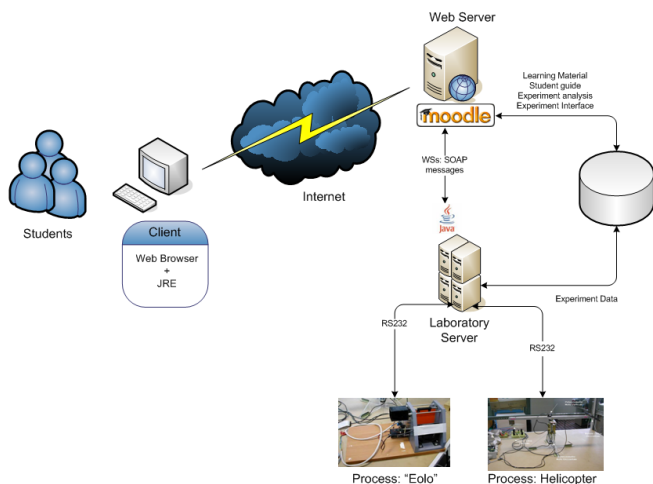 Web Server
Learning Material
Student guide
Experiment analysis
Experiment Interface
moodle
WSs: SOAP
messages
Internet
Java
Students
Client
Web Browser
+
JRE
Experiment Data
Laboratory
Server
RS232
RS232
Process: "Eolo"
Process: Helicopter